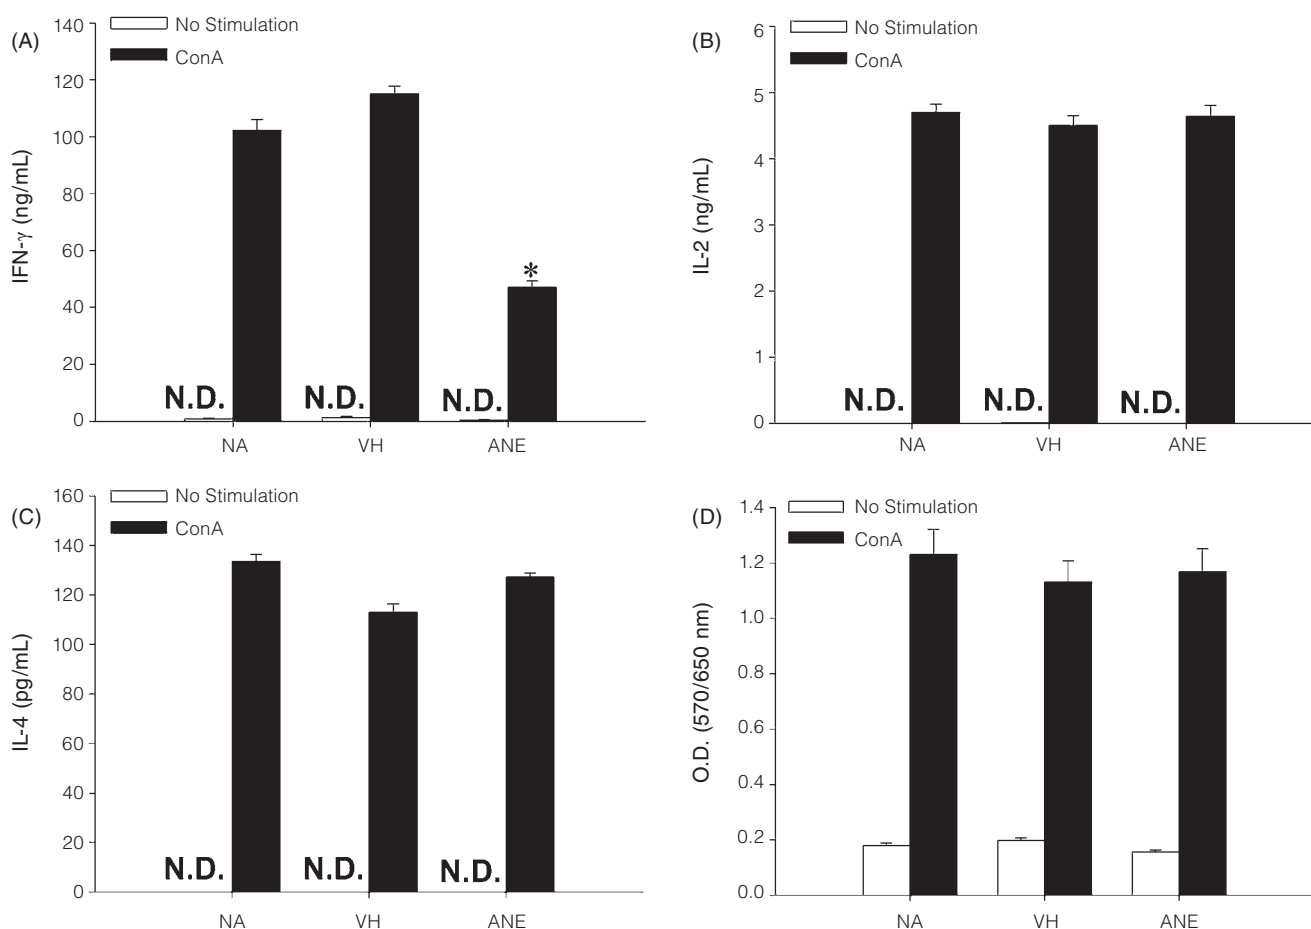 (A)
No Stimulation
ConA
IFN-γ (ng/mL)
140
120
100
80
60
40
20
0
*
N.D.
N.D.
N.D.
NA
VH
ANE
(B)
No Stimulation
ConA
IL-2 (ng/mL)
6
5
4
3
2
1
0
N.D.
N.D.
N.D.
NA
VH
ANE
(C)
No Stimulation
ConA
IL-4 (pg/mL)
160
140
120
100
80
60
40
20
0
N.D.
N.D.
N.D.
NA
VH
ANE
(D)
No Stimulation
ConA
O.D. (570/650 nm)
1.4
1.2
1.0
0.8
0.6
0.4
0.2
0.0
NA
VH
ANE